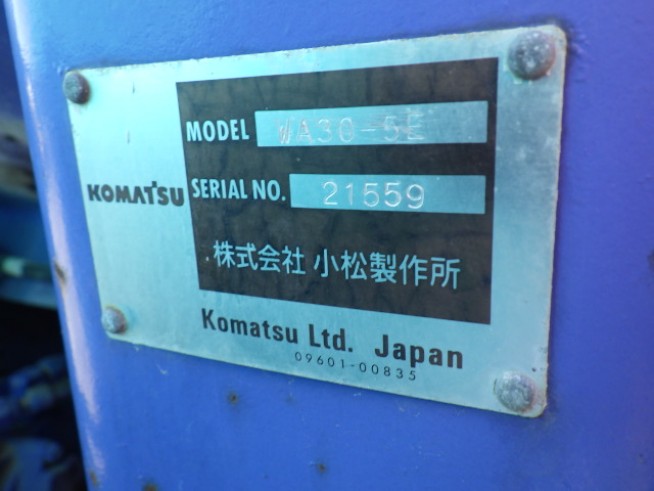 MODEL WA30-5E
KOMATSU
SERIAL NO. 21559
株式会社 小松製作所
Komatsu Ltd. Japan
09601-00835